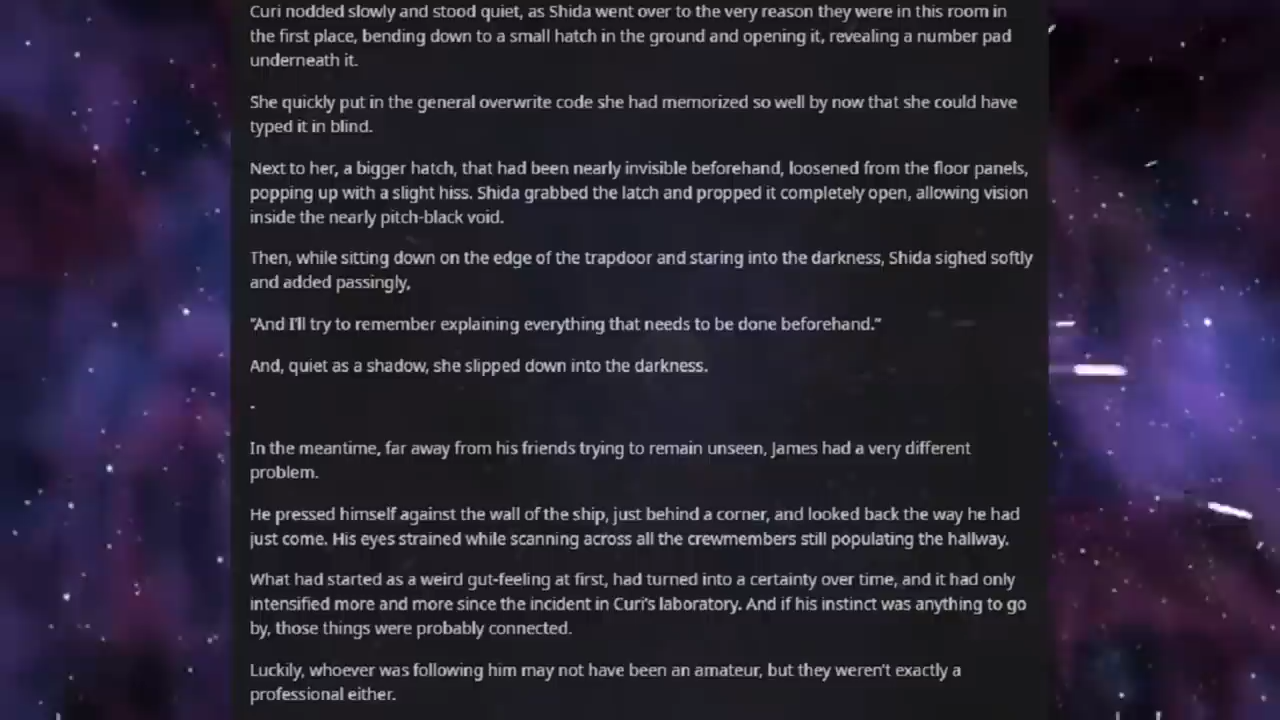 Curi nodded slowly and stood quiet, as Shida went over to the very reason they were in this room in
the first place, bending down to a small hatch in the ground and opening it, revealing a number pad
underneath it.
She quickly put in the general overwrite code she had memorized so well by now that she could have
typed it in blind.
Next to her, a bigger hatch, that had been nearly invisible beforehand, loosened from the floor panels,
popping up with a slight hiss. Shida grabbed the latch and propped it completely open, allowing vision
inside the nearly pitch-black void.
Then, while sitting down on the edge of the trapdoor and staring into the darkness, Shida sighed softly
and added passingly,
“And I’ll try to remember explaining everything that needs to be done beforehand.”
And, quiet as a shadow, she slipped down into the darkness.
-
In the meantime, far away from his friends trying to remain unseen, James had a very different
problem.
He pressed himself against the wall of the ship, just behind a corner, and looked back the way he had
just come. His eyes strained while scanning across all the crewmembers still populating the hallway.
What had started as a weird gut-feeling at first, had turned into a certainty over time, and it had only
intensified more and more since the incident in Curi’s laboratory. And if his instinct was anything to go
by, those things were probably connected.
Luckily, whoever was following him may not have been an amateur, but they weren’t exactly a
professional either.